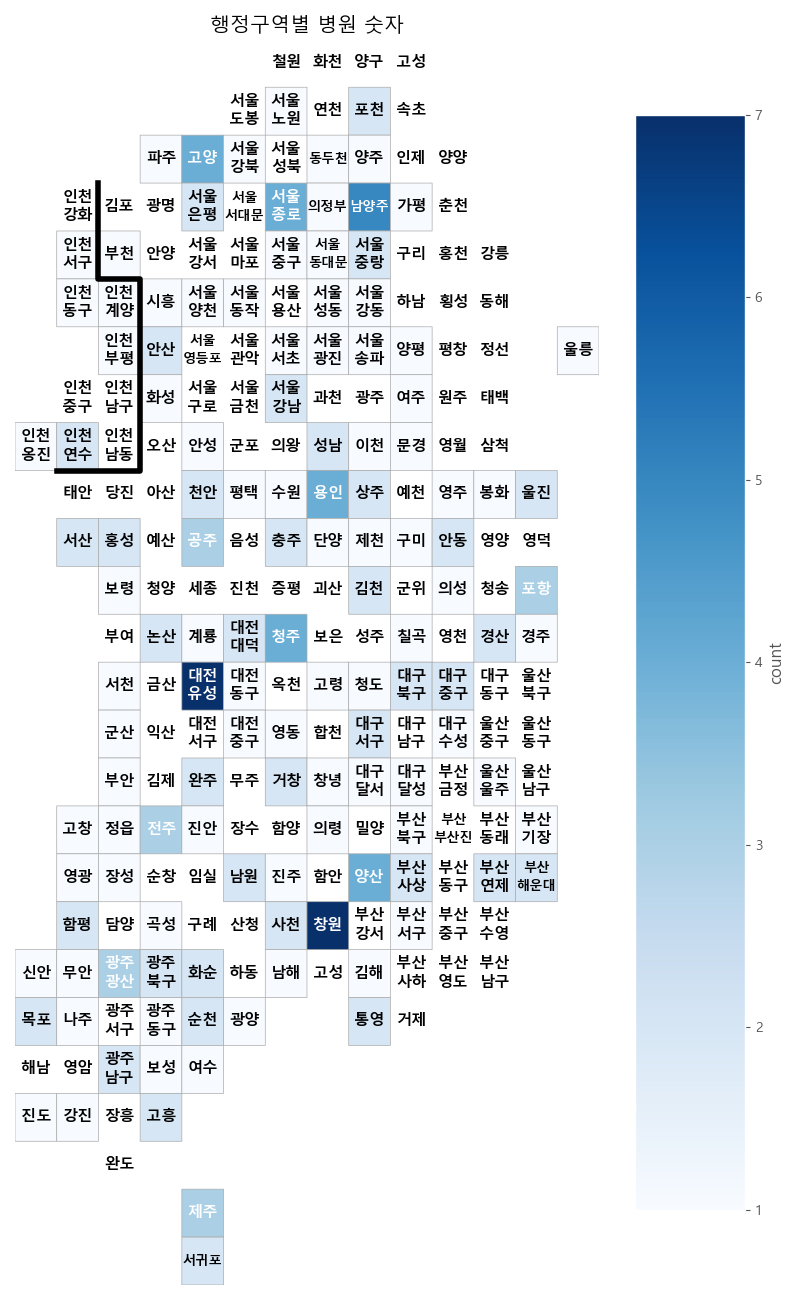 행정구역별 병원 숫자
철원 화천 양구 고성
서울 도봉 서울 노원 연천 포천 속초
파주 고양 서울 강북 서울 성북 동두천 양주 인제 양양
인천 강화 김포 광명 서울 은평 서울 서대문 서울 종로 의정부 남양주 가평 춘천
인천 서구 부천 안양 서울 강서 서울 마포 서울 중구 서울 동대문 서울 중랑 구리 홍천 강릉
인천 동구 인천 계양 시흥 서울 양천 서울 동작 서울 용산 서울 성동 서울 강동 하남 횡성 동해
인천 부평 안산 서울 영등포 서울 관악 서울 서초 서울 광진 서울 송파 양평 평창 정선 울릉
인천 중구 인천 남구 화성 서울 구로 서울 금천 서울 강남 과천 광주 여주 원주 태백
인천 옹진 인천 연수 인천 남동 오산 안성 군포 의왕 성남 이천 문경 영월 삼척
태안 당진 아산 천안 평택 수원 용인 상주 예천 영주 봉화 울진
서산 홍성 예산 공주 음성 충주 단양 제천 구미 안동 영양 영덕
보령 청양 세종 진천 증평 괴산 김천 군위 의성 청송 포항
부여 논산 계룡 대전 대덕 청주 보은 성주 칠곡 영천 경산 경주
서천 금산 대전 유성 대전 동구 옥천 고령 청도 대구 북구 대구 중구 대구 동구 울산 북구
군산 익산 대전 서구 대전 중구 영동 합천 대구 서구 대구 남구 대구 수성 울산 중구 울산 동구
부안 김제 완주 무주 거창 창녕 대구 달서 대구 달성 부산 금정 울산 울주 울산 남구
고창 정읍 전주 진안 장수 함양 의령 밀양 부산 북구 부산 부산진 부산 동래 부산 기장
영광 장성 순창 임실 남원 진주 함안 양산 부산 사상 부산 동구 부산 연제 부산 해운대
함평 담양 곡성 구례 산청 사천 창원 부산 강서 부산 서구 부산 중구 부산 수영
신안 무안 광주 광산 광주 북구 화순 하동 남해 고성 김해 부산 사하 부산 영도 부산 남구
목포 나주 광주 서구 광주 동구 순천 광양 통영 거제
해남 영암 광주 남구 보성 여수
진도 강진 장흥 고흥
완도
제주
서귀포
7
6
5
4
3
2
1
count